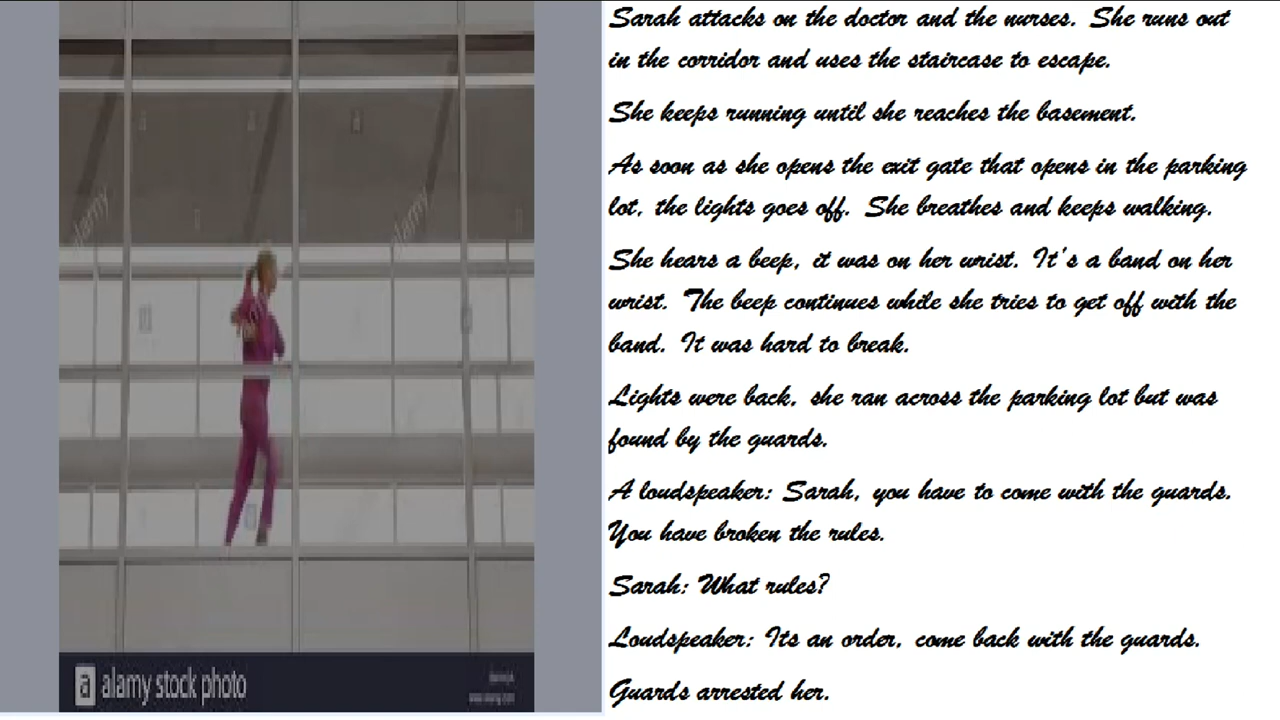 Sarah attacks on the doctor and the nurses. She runs out
in the corridor and uses the staircase to escape.
She keeps running until she reaches the basement.
As soon as she opens the exit gate that opens in the parking
lot, the lights goes off. She breathes and keeps walking.
She hears a beep, it was on her wrist. It's a band on her
wrist. The beep continues while she tries to get off with the
band. It was hard to break.
Lights were back, she ran across the parking lot but was
found by the guards.
A loudspeaker: Sarah, you have to come with the guards.
You have broken the rules.
Sarah: What rules?
Loudspeaker: Its an order, come back with the guards.
Guards arrested her.
alamy
alamy
a alamy stock photo